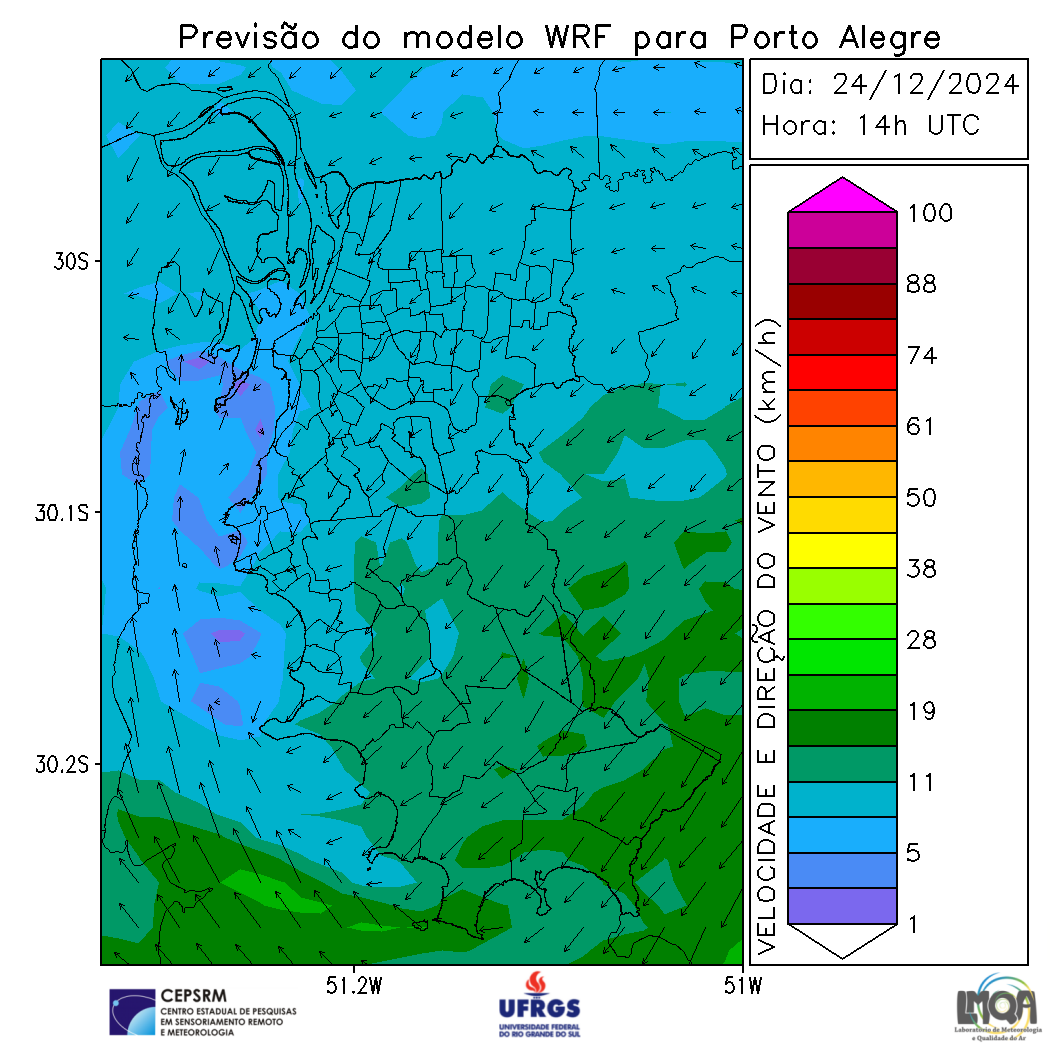 Previsão do modelo WRF para Porto Alegre
Dia: 24/12/2024
Hora: 14h UTC
30S
30.1S
30.2S
51.2W
51W
VELOCIDADE E DIREÇÃO DO VENTO (km/h)
100
88
74
61
50
38
28
19
11
5
1
CEPSRM
CENTRO ESTADUAL DE PESQUISAS
EM SENSORIAMENTO REMOTO
E METEOROLOGIA
UFRGS
UNIVERSIDADE FEDERAL
DO RIO GRANDE DO SUL
LMQA
Laboratório de Meteorologia
e Qualidade do Ar